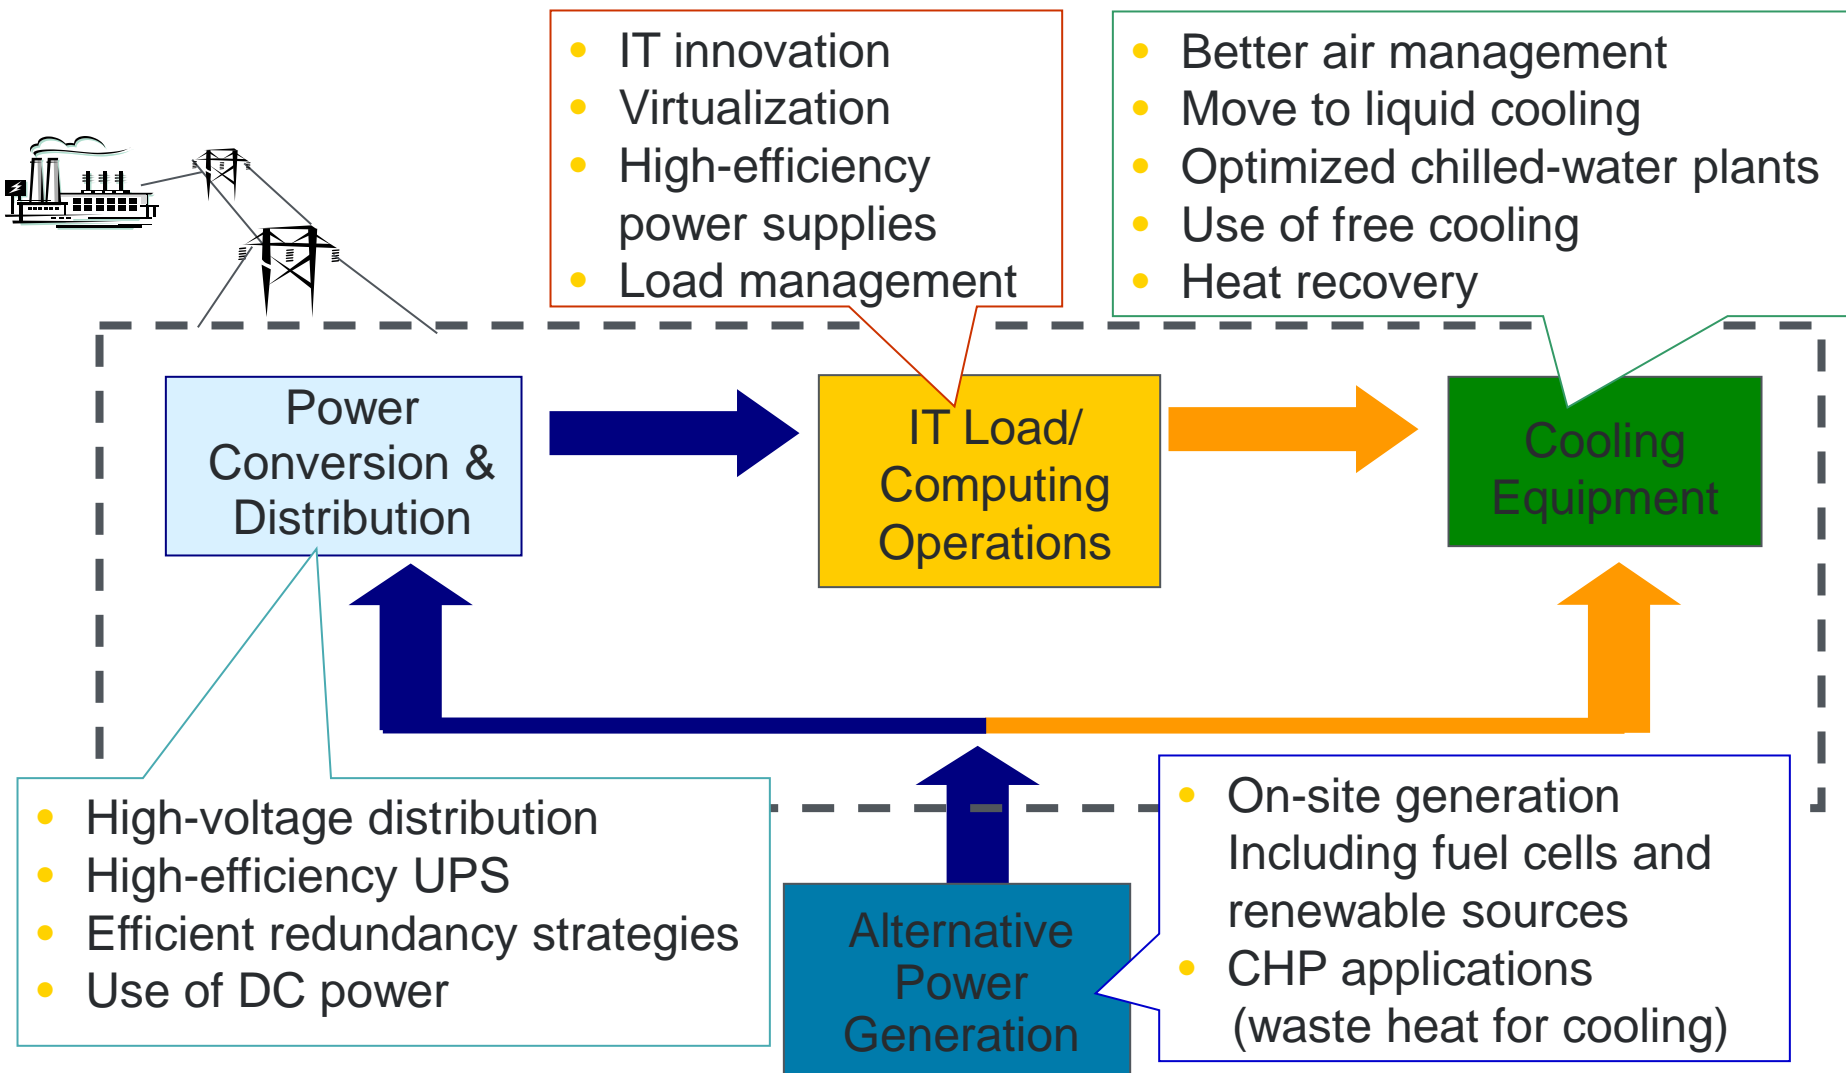 • IT innovation
• Virtualization
• High-efficiency
power supplies
• Load management
• Better air management
• Move to liquid cooling
• Optimized chilled-water plants
• Use of free cooling
• Heat recovery
Power
Conversion &
Distribution
IT Load/
Computing
Operations
Cooling
Equipment
• High-voltage distribution
• High-efficiency UPS
• Efficient redundancy strategies
• Use of DC power
Alternative
Power
Generation
• On-site generation
Including fuel cells and
renewable sources
• CHP applications
(waste heat for cooling)